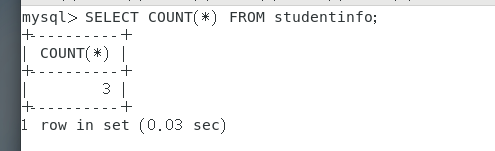 mysql> SELECT COUNT(*) FROM studentinfo;
+----------+
| COUNT(*) |
+----------+
|        3 |
+----------+
1 row in set (0.03 sec)